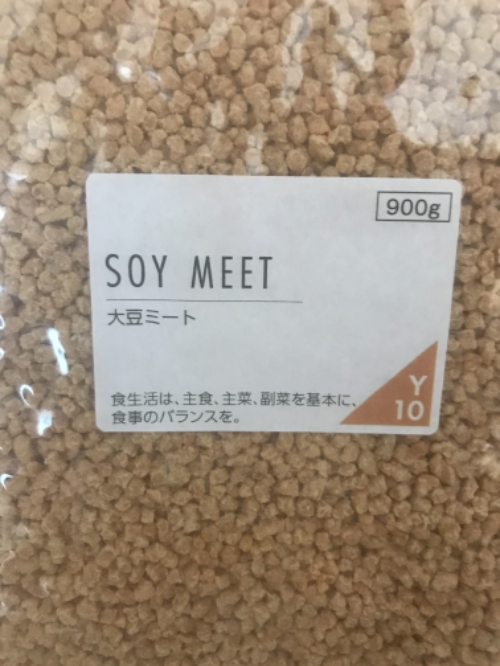 900g
SOY MEET
大豆ミート
食生活は、主食、主菜、副菜を基本に、
食事のバランスを。
Y
10